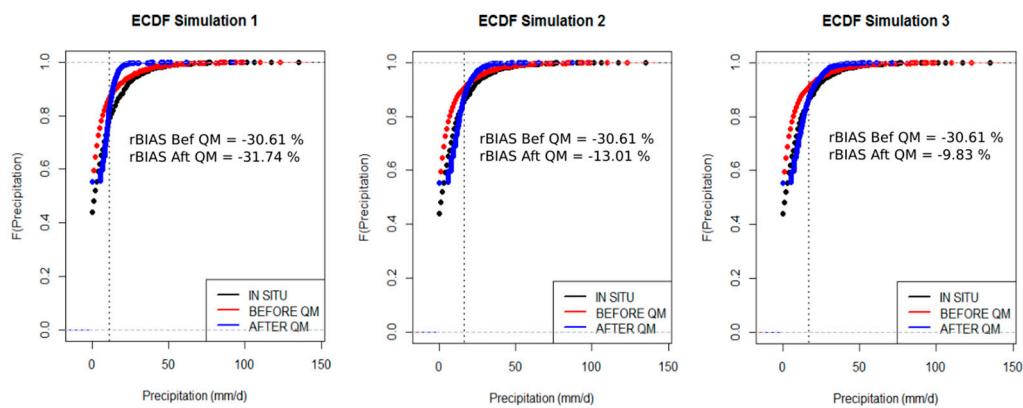 ECDF Simulation 1
F(Precipitation)
1.0
0.8
0.6
0.4
0.2
0.0
rBIAS Bef QM = -30.61 %
rBIAS Aft QM = -31.74 %
IN SITU
BEFORE QM
AFTER QM
0 50 100 150
Precipitation (mm/d)
ECDF Simulation 2
F(Precipitation)
1.0
0.8
0.6
0.4
0.2
0.0
rBIAS Bef QM = -30.61 %
rBIAS Aft QM = -13.01 %
IN SITU
BEFORE QM
AFTER QM
0 50 100 150
Precipitation (mm/d)
ECDF Simulation 3
F(Precipitation)
1.0
0.8
0.6
0.4
0.2
0.0
rBIAS Bef QM = -30.61 %
rBIAS Aft QM = -9.83 %
IN SITU
BEFORE QM
AFTER QM
0 50 100 150
Precipitation (mm/d)